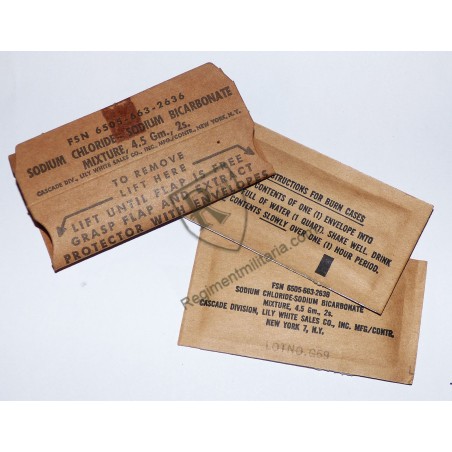 FSN 6505-663-2636
SODIUM CHLORIDE-SODIUM BICARBONATE
MIXTURE, 4.5 Gm., 2s.
CASCADE DIV., LILY WHITE SALES CO., INC. MFG/CONTR. NEW YORK, N.Y.
TO REMOVE
LIFT HERE
LIFT UNTIL FLAP IS FREE
GRASP FLAP AND EXTRACT
PROTECTOR WITH ENVELOPES
INSTRUCTIONS FOR BURN CASES
CONTENTS OF ONE (1) ENVELOPE INTO
FULL OF WATER (1 QUART). SHAKE WELL. DRINK
CONTENTS SLOWLY OVER ONE (1) HOUR PERIOD.
FSN 6505-663-2636
SODIUM CHLORIDE-SODIUM BICARBONATE
MIXTURE, 4.5 Gm., 2s.
CASCADE DIVISION, LILY WHITE SALES CO., INC. MFG/CONTR.
NEW YORK 7, N.Y.
LOT NO. 969
Regimentmilitaria.co